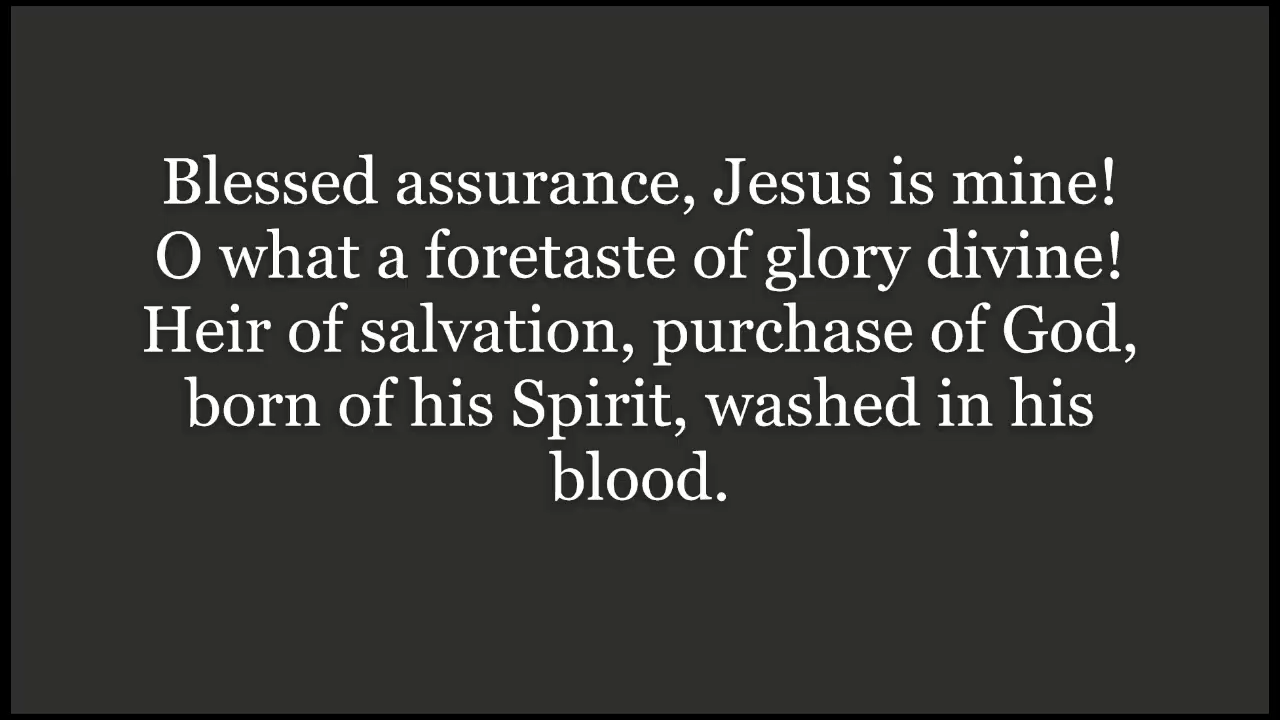 Blessed assurance, Jesus is mine!
O what a foretaste of glory divine!
Heir of salvation, purchase of God,
born of his Spirit, washed in his
blood.